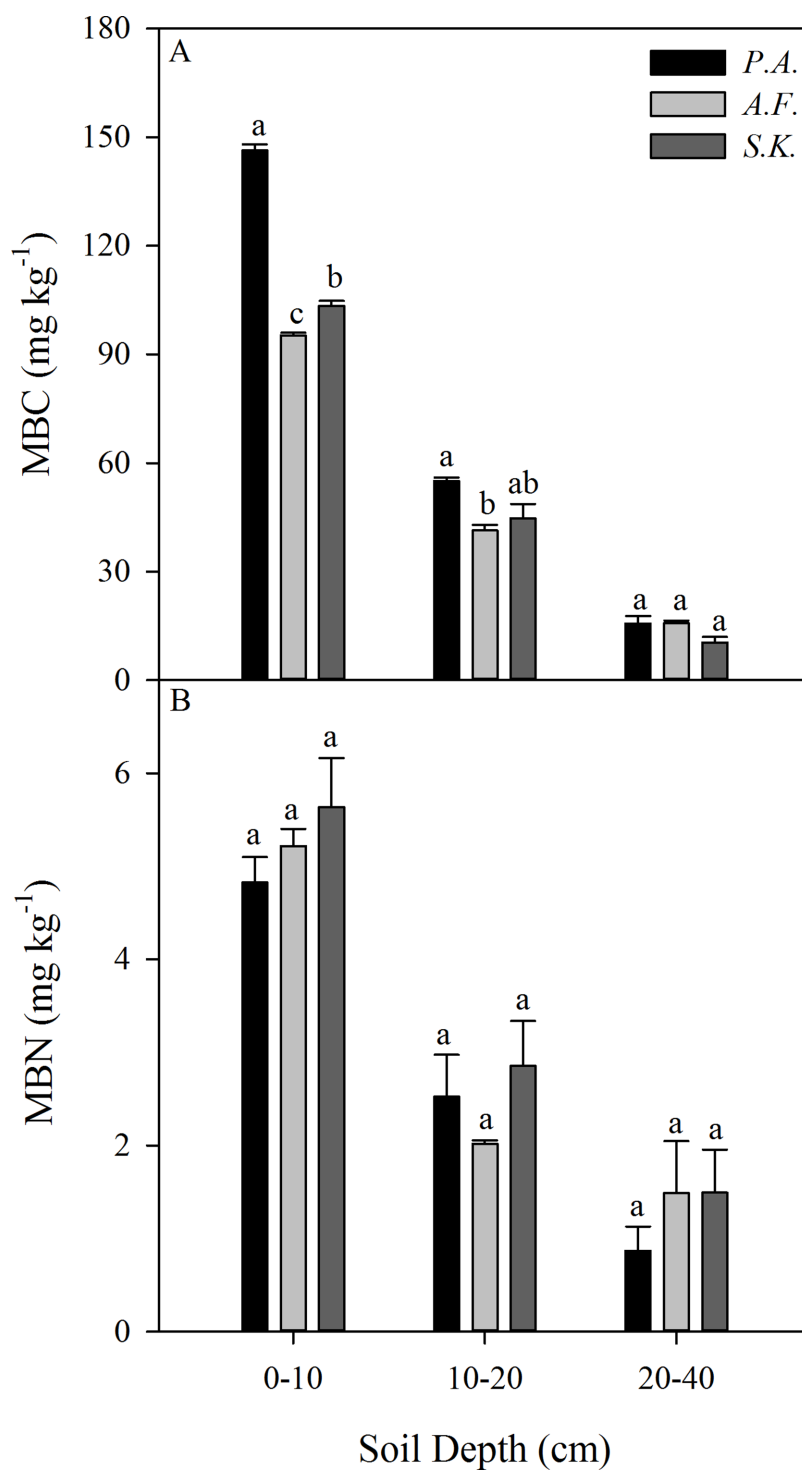 A
P.A.
A.F.
S.K.
180
150
120
90
60
30
0
MBC (mg kg⁻¹)
a
c
b
a
b
ab
a
a
a
B
6
4
2
0
MBN (mg kg⁻¹)
a
a
a
a
a
a
a
a
a
0-10
10-20
20-40
Soil Depth (cm)